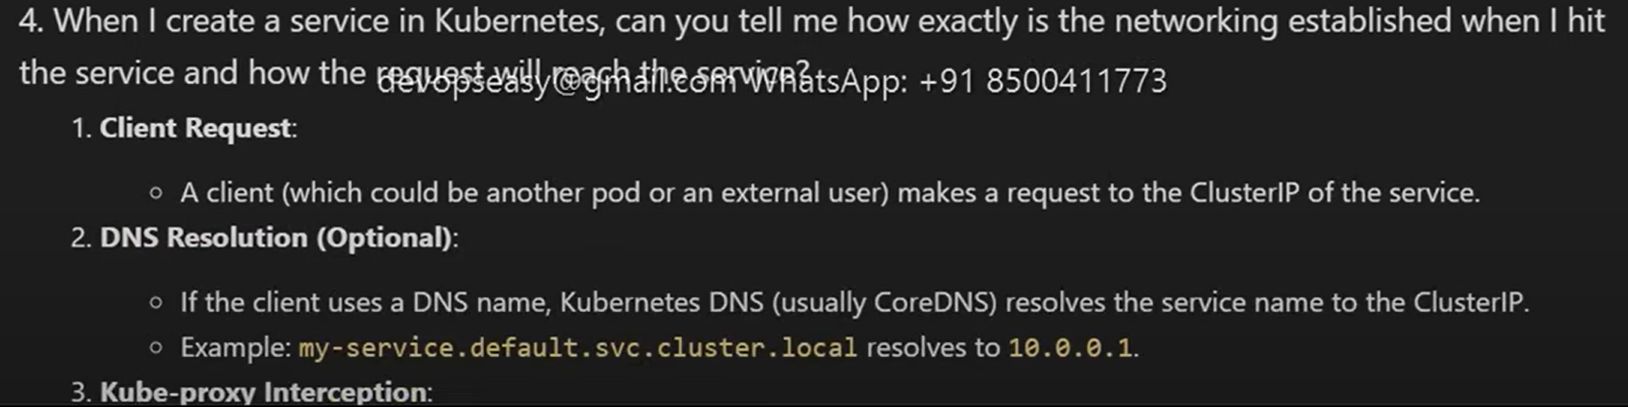 4. When I create a service in Kubernetes, can you tell me how exactly is the networking established when I hit
the service and how the request will reach the service?
devopseasy@gmail.com WhatsApp: +91 8500411773
1. Client Request:
○ A client (which could be another pod or an external user) makes a request to the ClusterIP of the service.
2. DNS Resolution (Optional):
○ If the client uses a DNS name, Kubernetes DNS (usually CoreDNS) resolves the service name to the ClusterIP.
○ Example: my-service.default.svc.cluster.local resolves to 10.0.0.1.
3. Kube-proxy Interception: